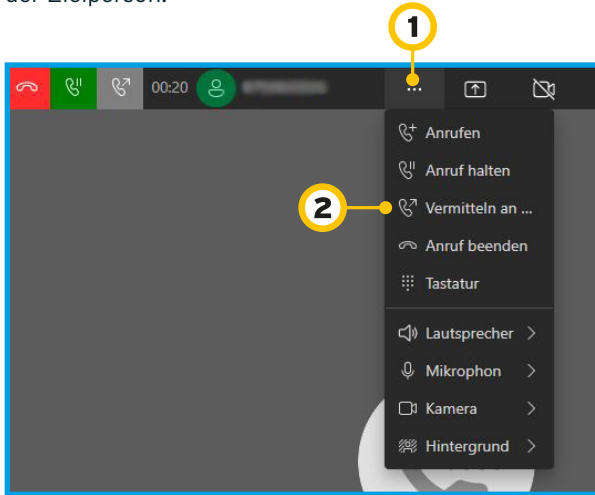 der Zielperson.
1
00:20
...
Anrufen
Anruf halten
2
Vermitteln an ...
Anruf beenden
Tastatur
Lautsprecher
Mikrophon
Kamera
Hintergrund